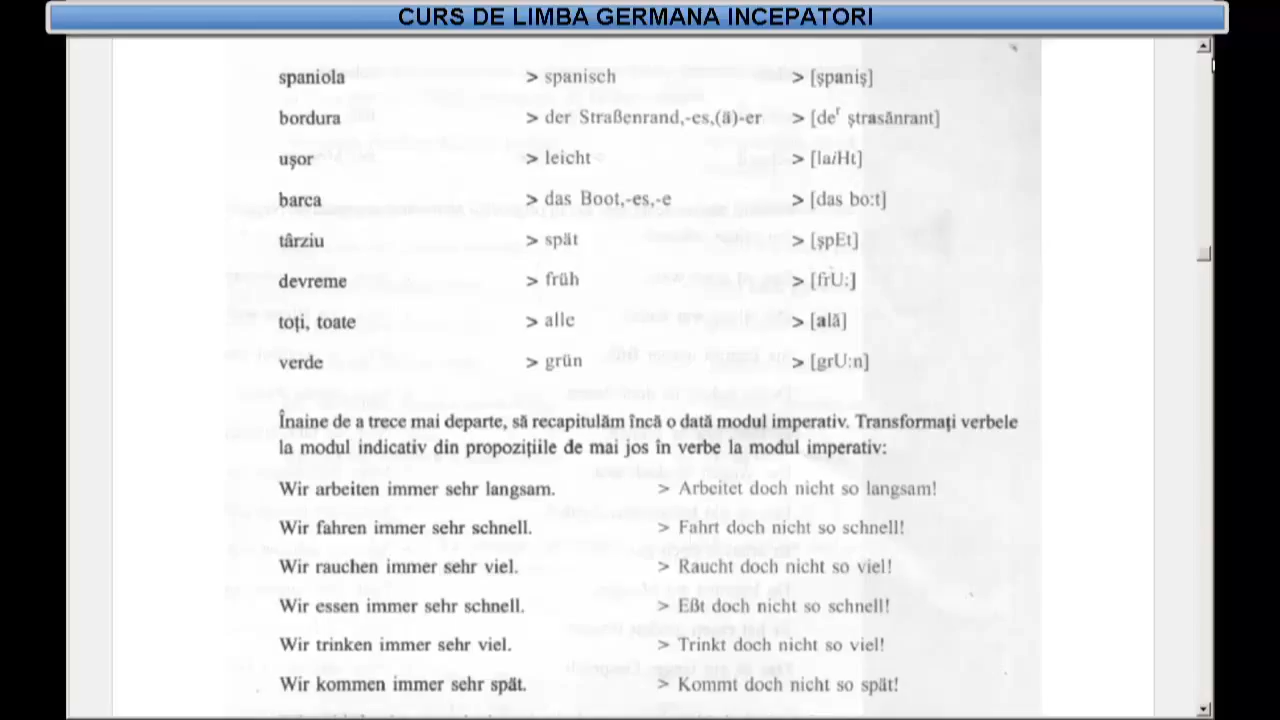 CURS DE LIMBA GERMANA INCEPATORI
spaniola > spanisch > [şpaniş]
bordura > der Straßenrand,-es,(ä)-er > [deʳ ştrasănrant]
uşor > leicht > [laiHt]
barca > das Boot,-es,-e > [das bo:t]
târziu > spät > [şpEt]
devreme > früh > [frU:]
toţi, toate > alle > [ală]
verde > grün > [grU:n]
Înaine de a trece mai departe, să recapitulăm încă o dată modul imperativ. Transformaţi verbele
la modul indicativ din propoziţiile de mai jos în verbe la modul imperativ:
Wir arbeiten immer sehr langsam. > Arbeitet doch nicht so langsam!
Wir fahren immer sehr schnell. > Fahrt doch nicht so schnell!
Wir rauchen immer sehr viel. > Raucht doch nicht so viel!
Wir essen immer sehr schnell. > Eßt doch nicht so schnell!
Wir trinken immer sehr viel. > Trinkt doch nicht so viel!
Wir kommen immer sehr spät. > Kommt doch nicht so spät!